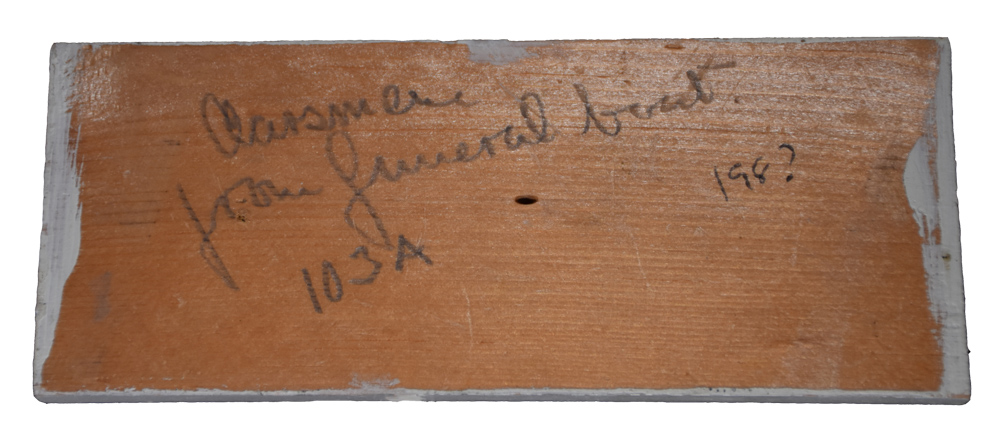 Oarsmen
from funeral boat.
103A
198?